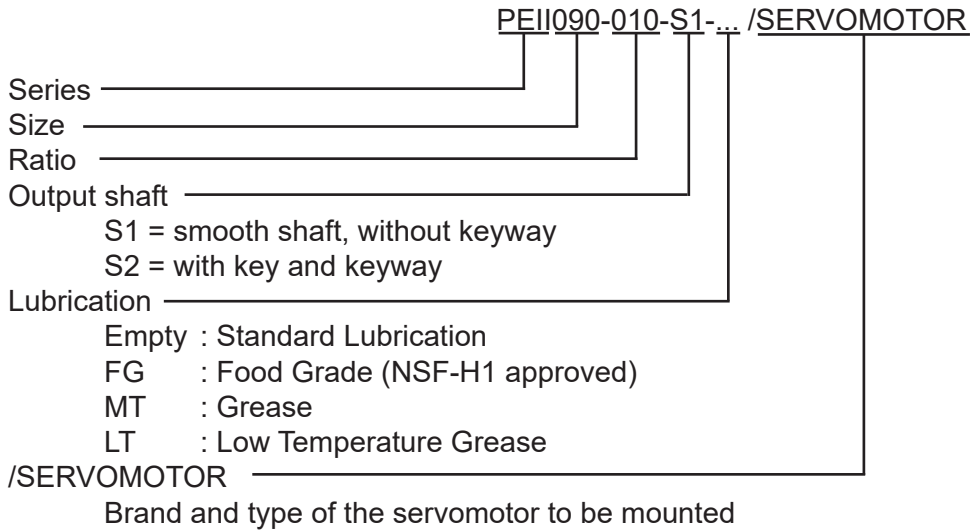 PEII090-010-S1-... /SERVOMOTOR
Series
Size
Ratio
Output shaft
S1 = smooth shaft, without keyway
S2 = with key and keyway
Lubrication
Empty : Standard Lubrication
FG : Food Grade (NSF-H1 approved)
MT : Grease
LT : Low Temperature Grease
/SERVOMOTOR
Brand and type of the servomotor to be mounted